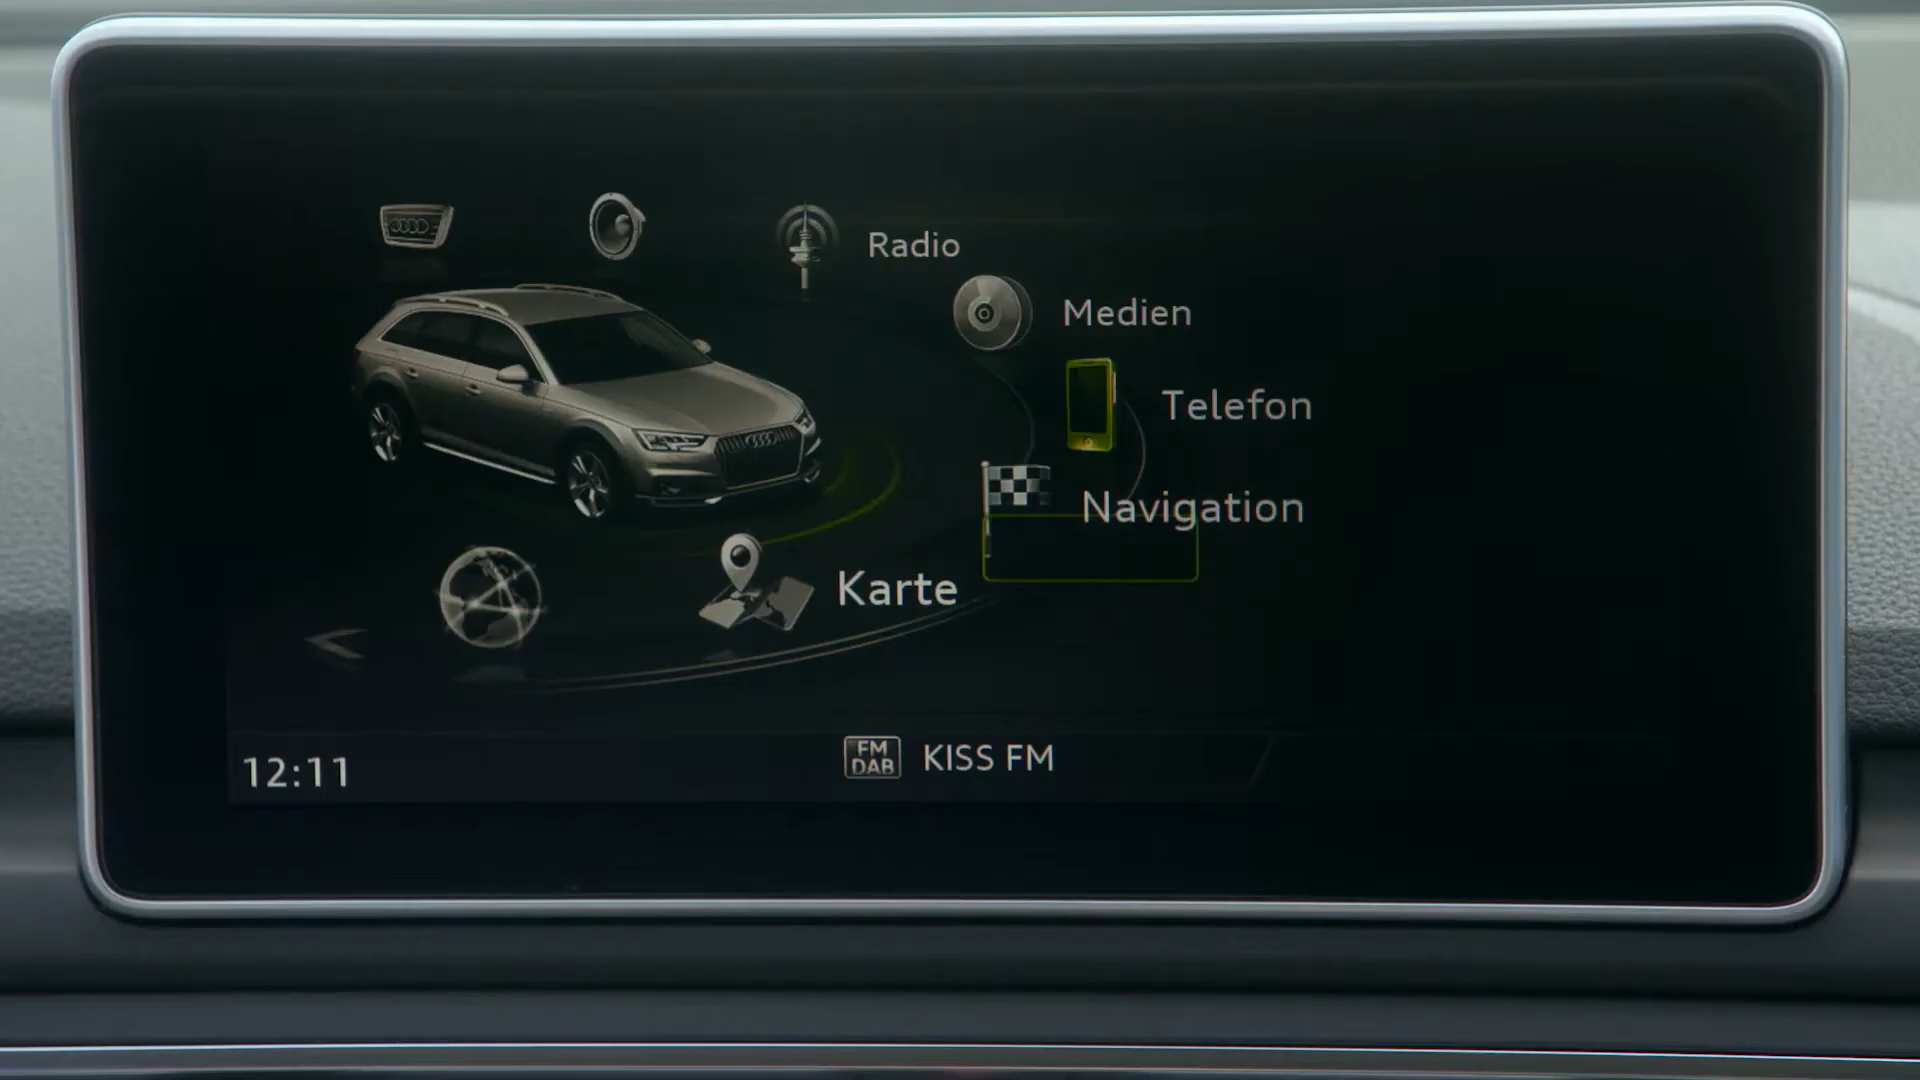 Radio
Medien
Telefon
Navigation
Karte
12:11
FM
DAB
KISS FM